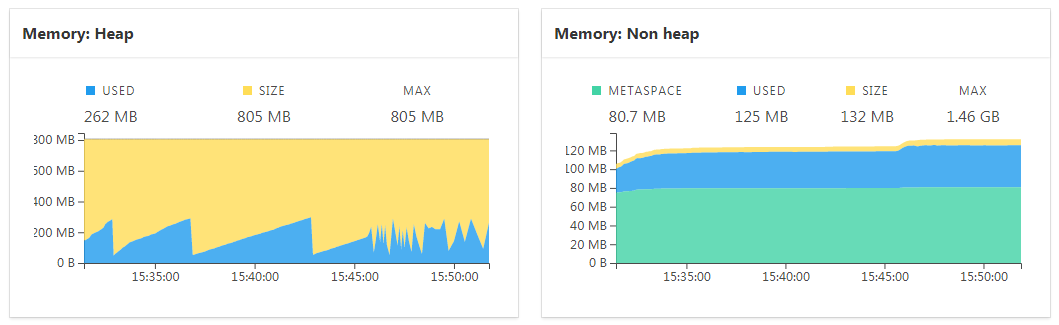 Memory: Heap
USED SIZE MAX
262 MB 805 MB 805 MB
800 MB
600 MB
400 MB
200 MB
0 B
15:35:00 15:40:00 15:45:00 15:50:00
Memory: Non heap
METASPACE USED SIZE MAX
80.7 MB 125 MB 132 MB 1.46 GB
120 MB
100 MB
80 MB
60 MB
40 MB
20 MB
0 B
15:35:00 15:40:00 15:45:00 15:50:00